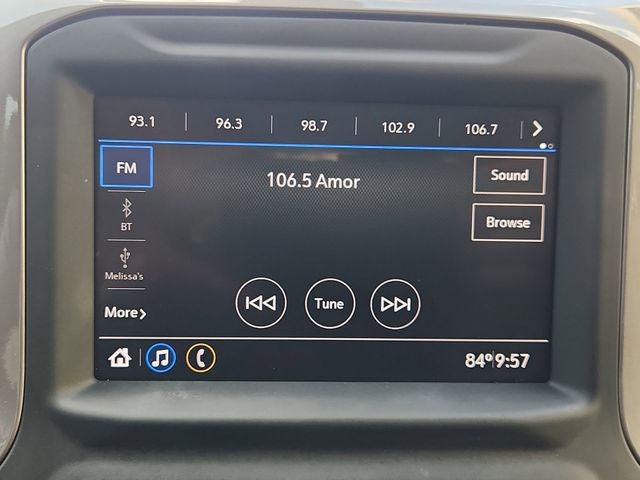 93.1 96.3 98.7 102.9 106.7
FM
106.5 Amor
Sound
BT
Browse
Melissa's
More
Tune
84° 9:57